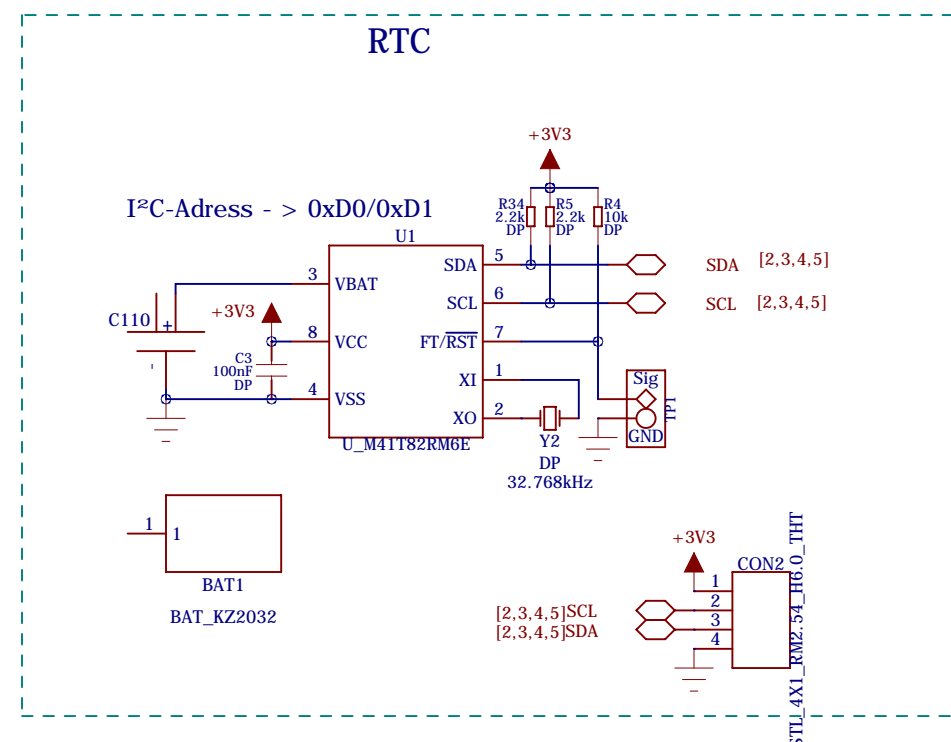 RTC
+3V3
I²C-Adress - > 0xD0/0xD1
R34
2.2k
DP
R5
2.2k
DP
R4
10k
DP
U1
3
VBAT
8
VCC
4
VSS
SDA
5
SCL
6
FT/RST
7
XI
1
XO
2
U_M41T82RM6E
SDA [2,3,4,5]
SCL [2,3,4,5]
C110
+
-
+3V3
C3
100nF
DP
Y2
DP
32.768kHz
Sig
GND
TP1
1
1
BAT1
BAT_KZ2032
+3V3
CON2
1
2
3
4
[2,3,4,5]SCL
[2,3,4,5]SDA
STL_4X1_RM2.54_H6.0_THT